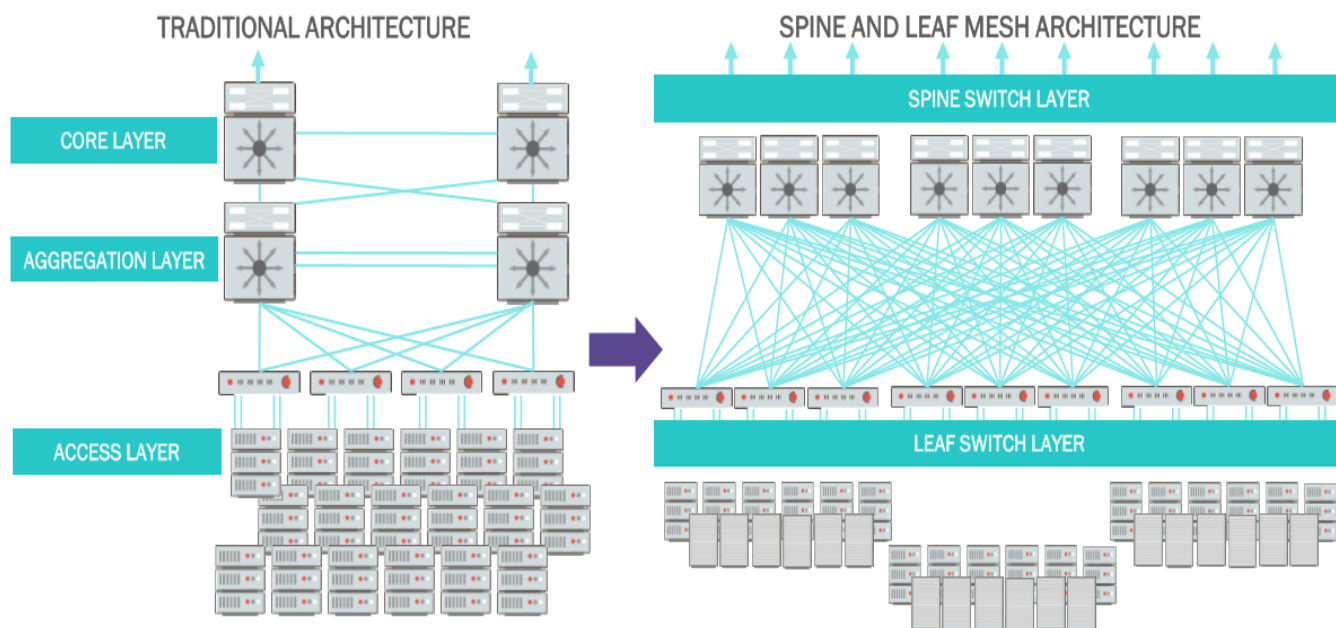 TRADITIONAL ARCHITECTURE
CORE LAYER
AGGREGATION LAYER
ACCESS LAYER
SPINE AND LEAF MESH ARCHITECTURE
SPINE SWITCH LAYER
LEAF SWITCH LAYER